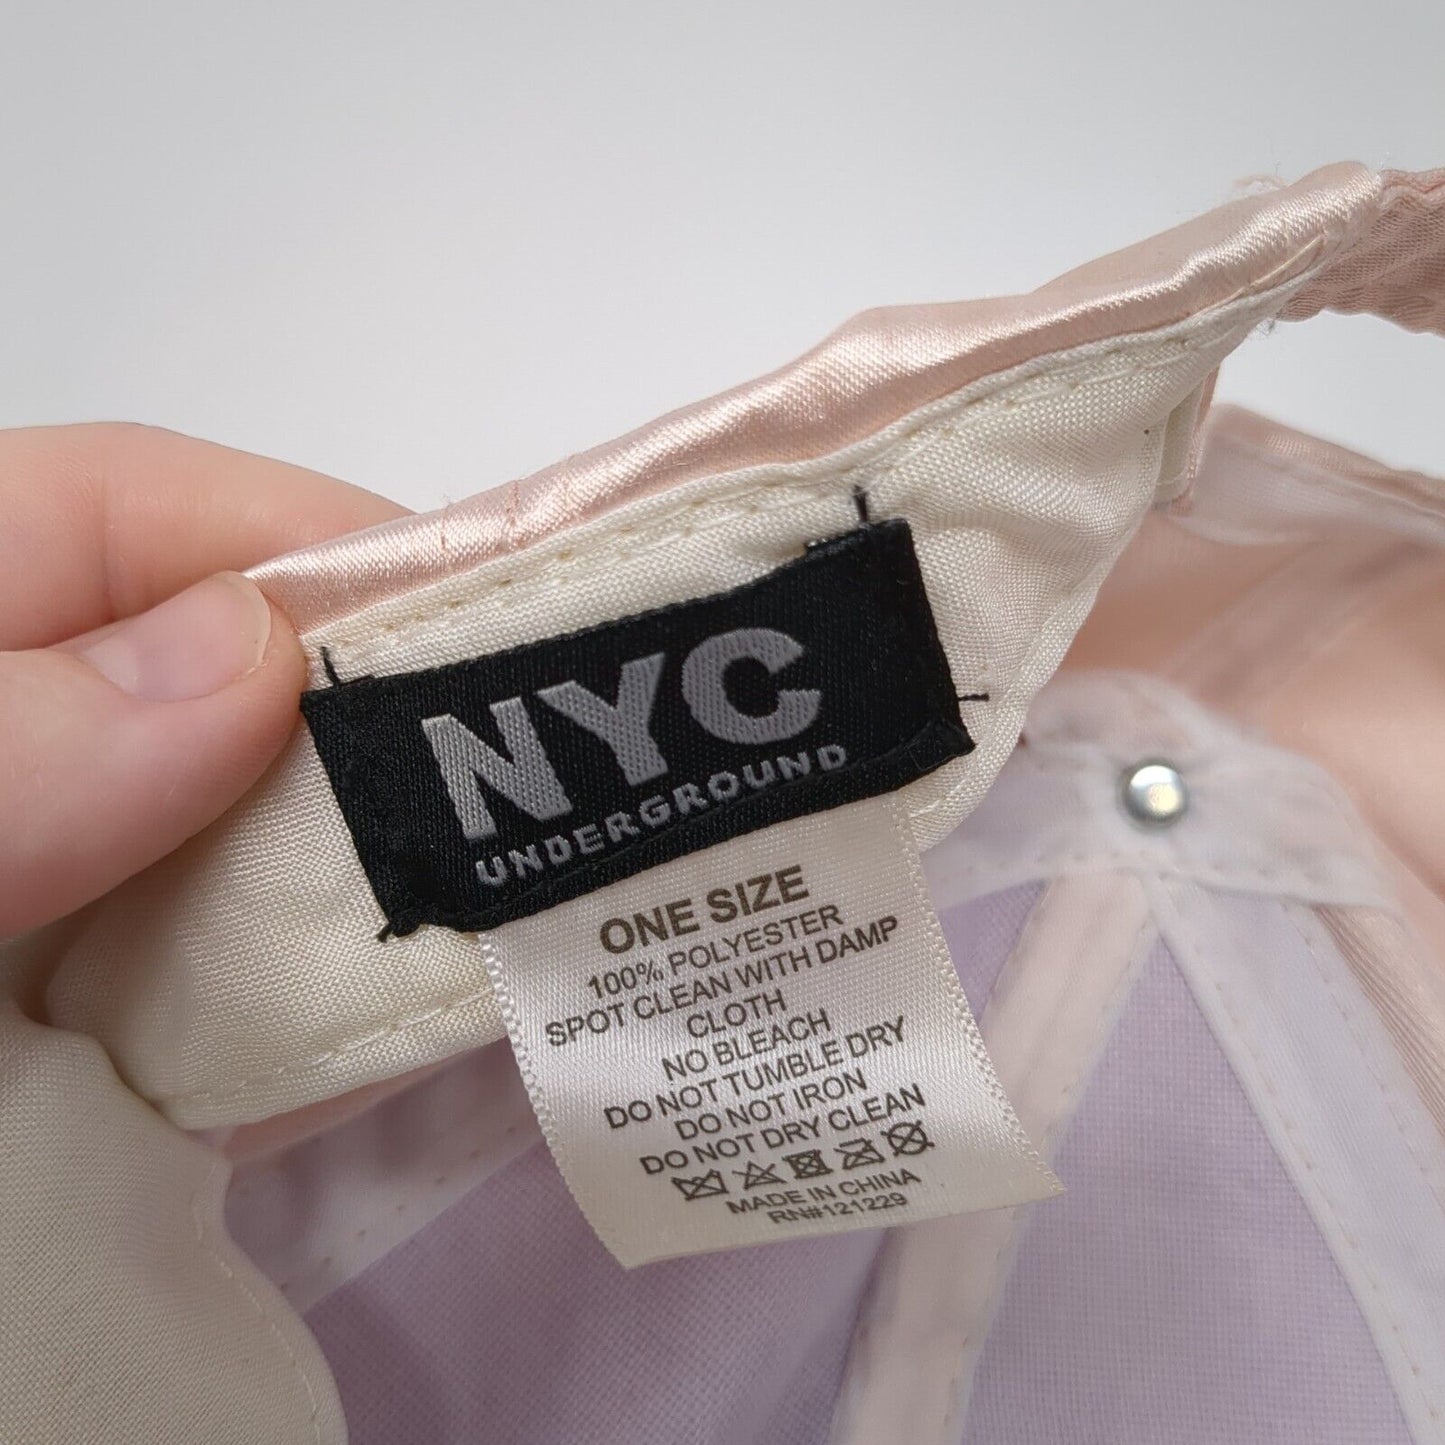 NYC
UNDERGROUND
ONE SIZE
100% POLYESTER
SPOT CLEAN WITH DAMP
CLOTH
NO BLEACH
DO NOT TUMBLE DRY
DO NOT IRON
DO NOT DRY CLEAN
MADE IN CHINA
RN#121229